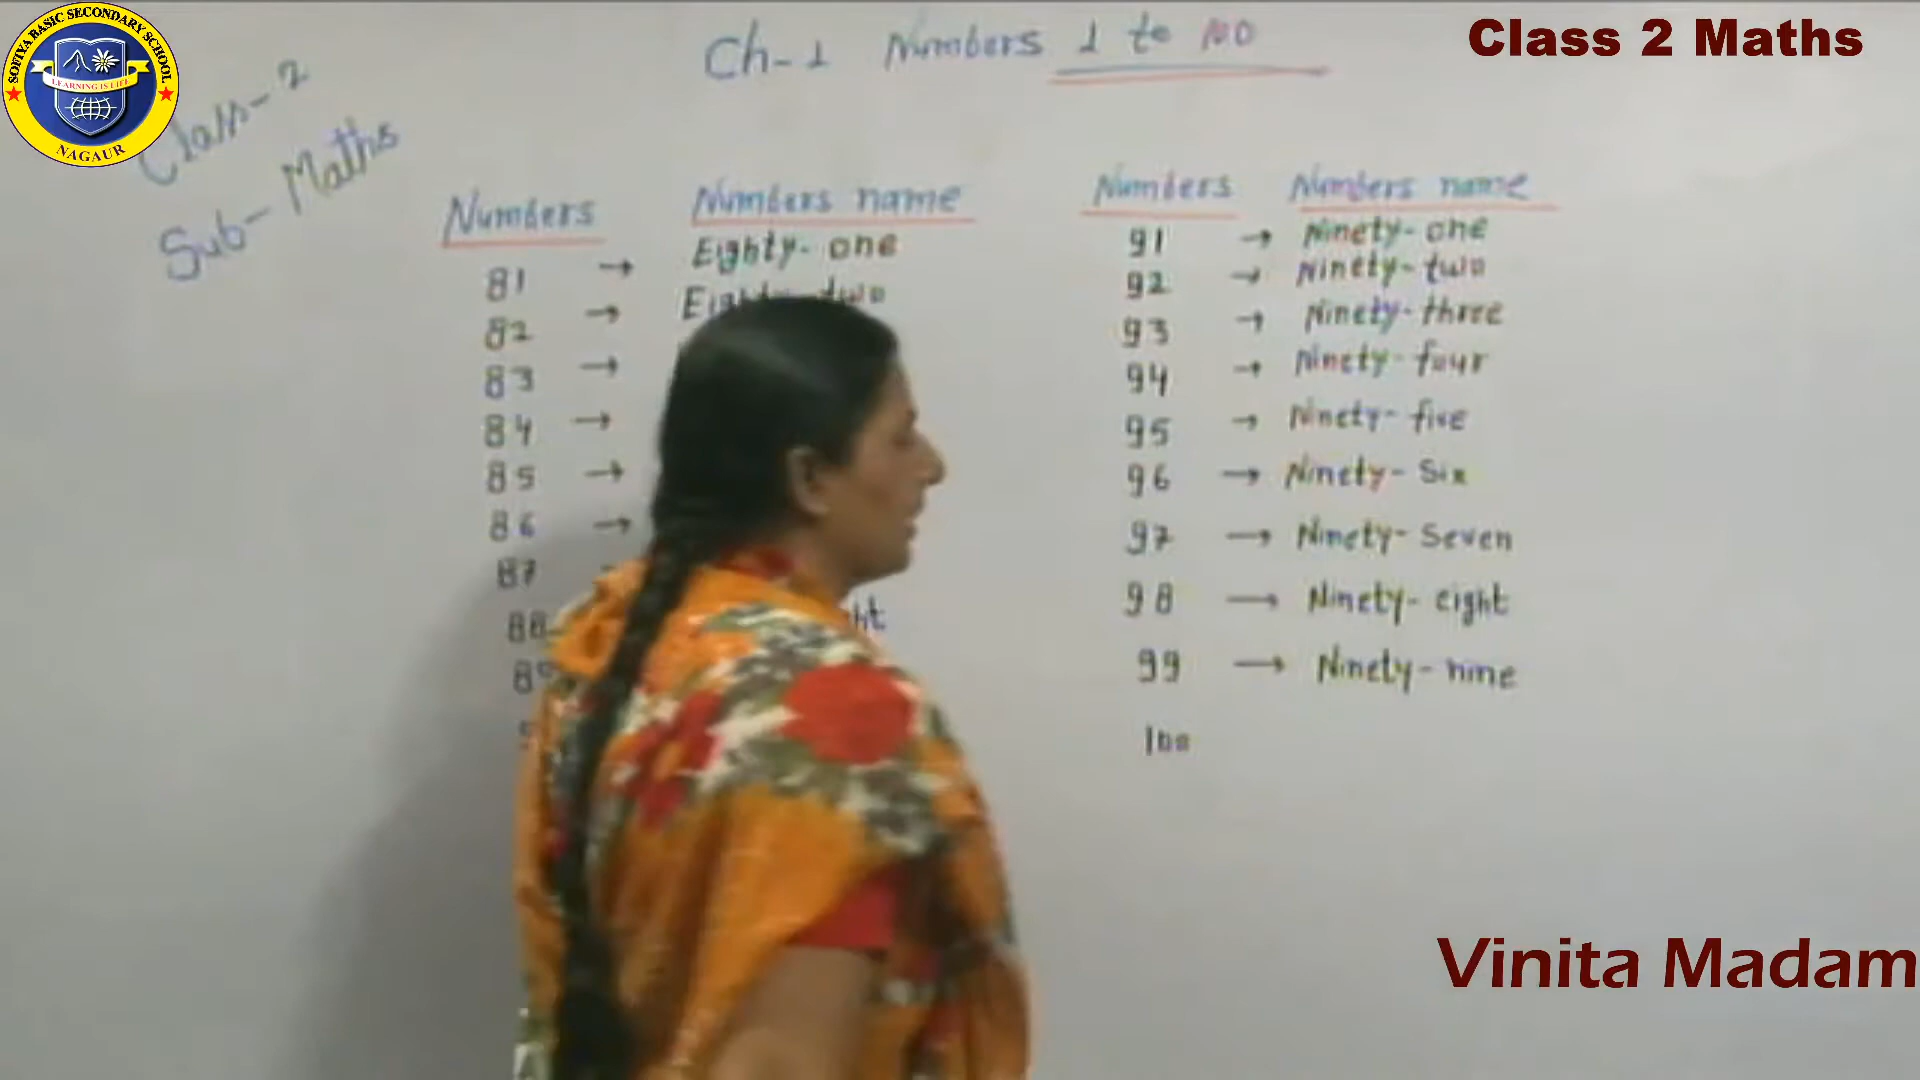 SOFIYA BASIC SECONDARY SCHOOL
LEARNING IS LIFE
NAGAUR
Class 2 Maths
Class-2
Sub-Maths
Ch-1 Numbers 1 to 100
Numbers Numbers name
81 → Eighty-one
82 → Eighty-two
83 →
84 →
85 →
86 →
87
88
89
Numbers Numbers name
91 → Ninety-one
92 → Ninety-two
93 → Ninety-three
94 → Ninety-four
95 → Ninety-five
96 → Ninety-Six
97 → Ninety-Seven
98 → Ninety-eight
99 → Ninety-nine
100
Vinita Madam